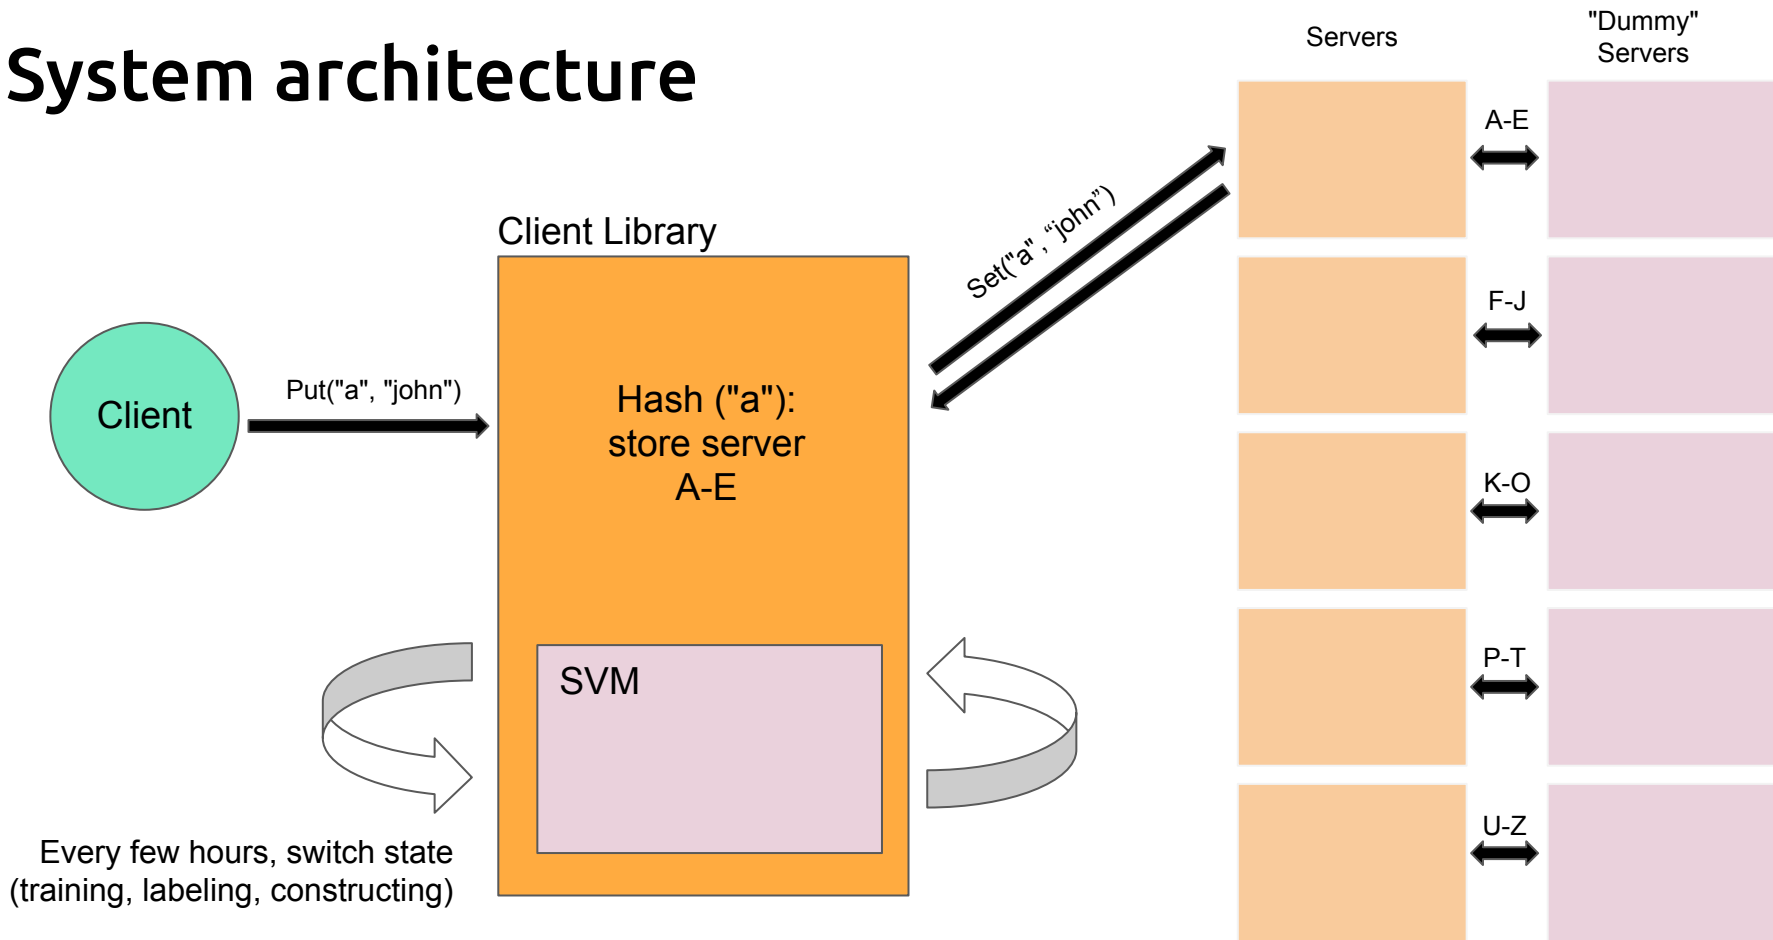 System architecture
Servers
"Dummy"
Servers
A-E
Client Library
Set("a", “john”)
F-J
Client
Put("a", "john")
Hash ("a"):
store server
A-E
K-O
SVM
P-T
U-Z
Every few hours, switch state
(training, labeling, constructing)